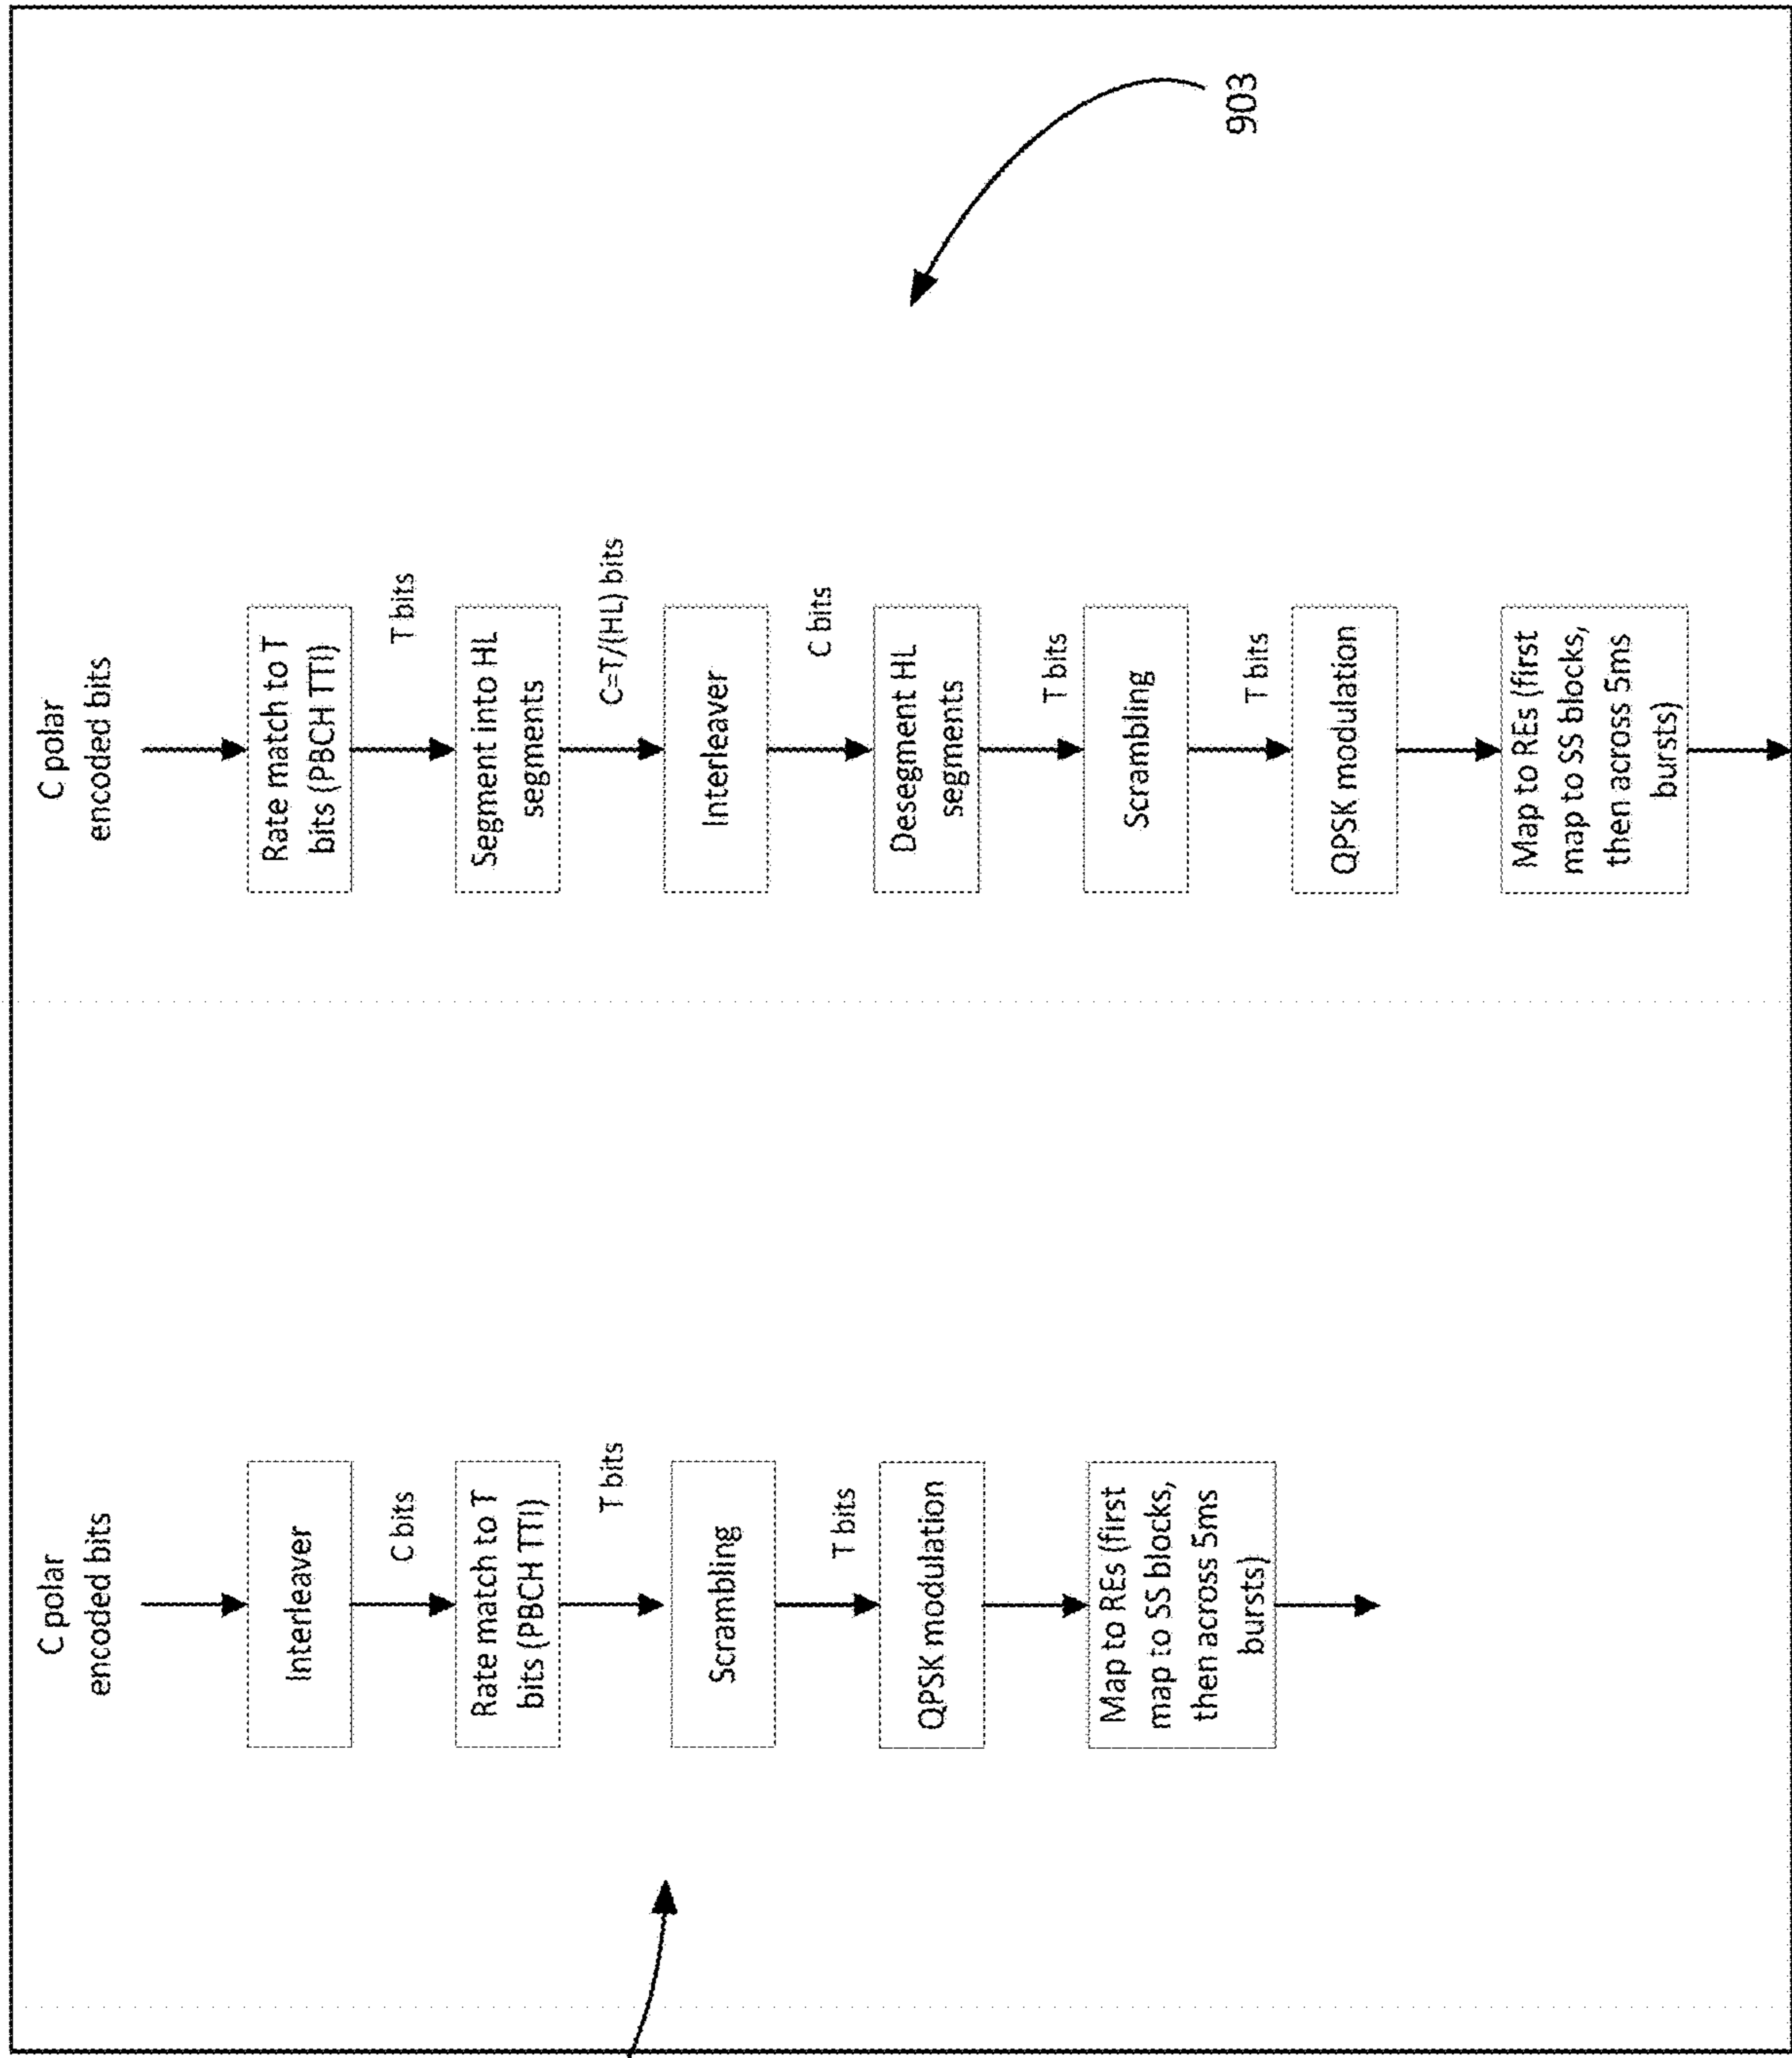 C polar
encoded bits
Interleaver
C bits
Rate match to T
bits (PBCH TTI)
T bits
Scrambling
T bits
QPSK modulation
Map to REs (first
map to SS blocks,
then across 5ms
bursts)
C polar
encoded bits
Rate match to T
bits (PBCH TTI)
T bits
Segment into HL
segments
C=T/(HL) bits
Interleaver
C bits
Desegment HL
segments
T bits
Scrambling
T bits
QPSK modulation
Map to REs (first
map to SS blocks,
then across 5ms
bursts)
903